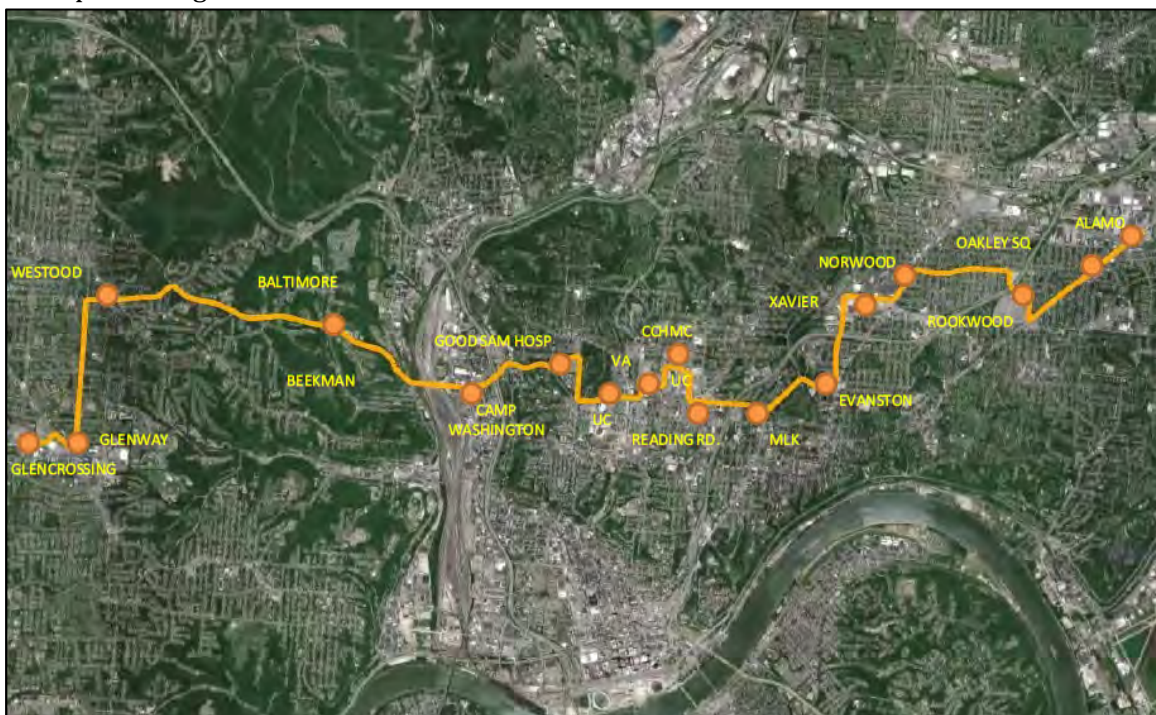 ALAMO
OAKLEY SQ
WESTOOD
BALTIMORE
NORWOOD
XAVIER
ROOKWOOD
CCHMC
GOOD SAM HOSP.
VA
BEEKMAN
UC
EVANSTON
CAMP
WASHINGTON
UC
READING RD.
MLK
GLENWAY
GLENCROSSING